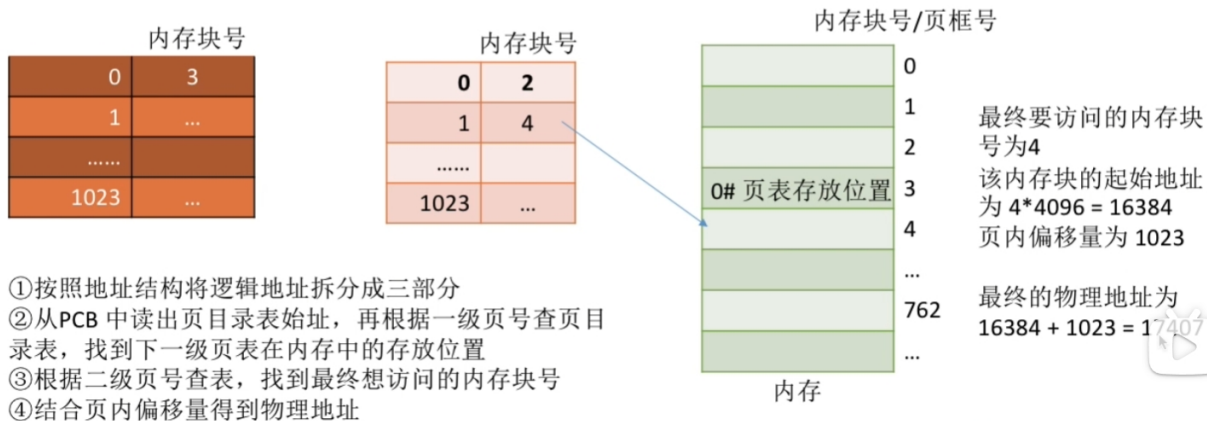 内存块号
0 3
1 ...
......
1023 ...
内存块号
0 2
1 4
......
1023 ...
内存块号/页框号
0
1
2
0# 页表存放位置 3
4
...
762
...
内存
最终要访问的内存块
号为4
该内存块的起始地址
为 4*4096 = 16384
页内偏移量为 1023
最终的物理地址为
16384 + 1023 = 17407
①按照地址结构将逻辑地址拆分成三部分
②从PCB 中读出页目录表始址，再根据一级页号查页目
录表，找到下一级页表在内存中的存放位置
③根据二级页号查表，找到最终想访问的内存块号
④结合页内偏移量得到物理地址